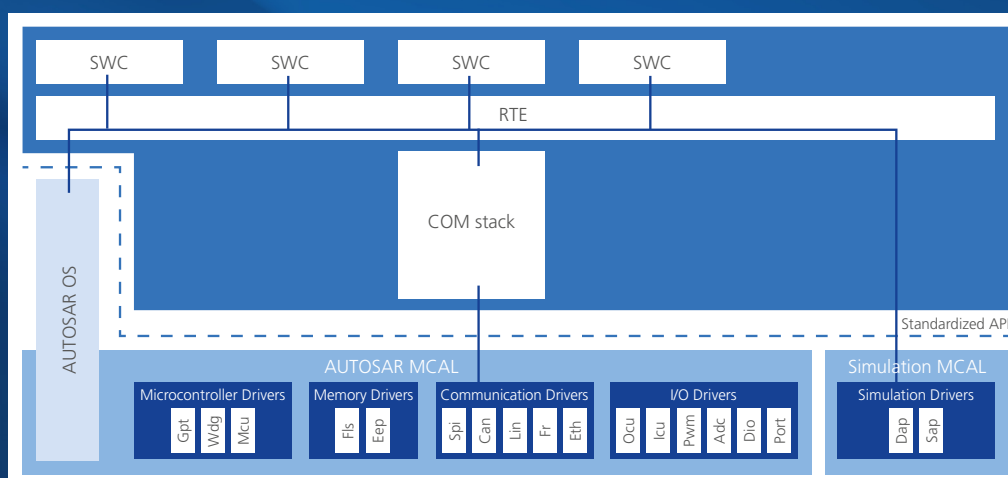 SWC
SWC
SWC
SWC
RTE
COM stack
AUTOSAR OS
Standardized API
AUTOSAR MCAL
Simulation MCAL
Microcontroller Drivers
Gpt
Wdg
Mcu
Memory Drivers
Fls
Eep
Communication Drivers
Spi
Can
Lin
Fr
Eth
I/O Drivers
Ocu
Icu
Pwm
Adc
Dio
Port
Simulation Drivers
Dap
Sap